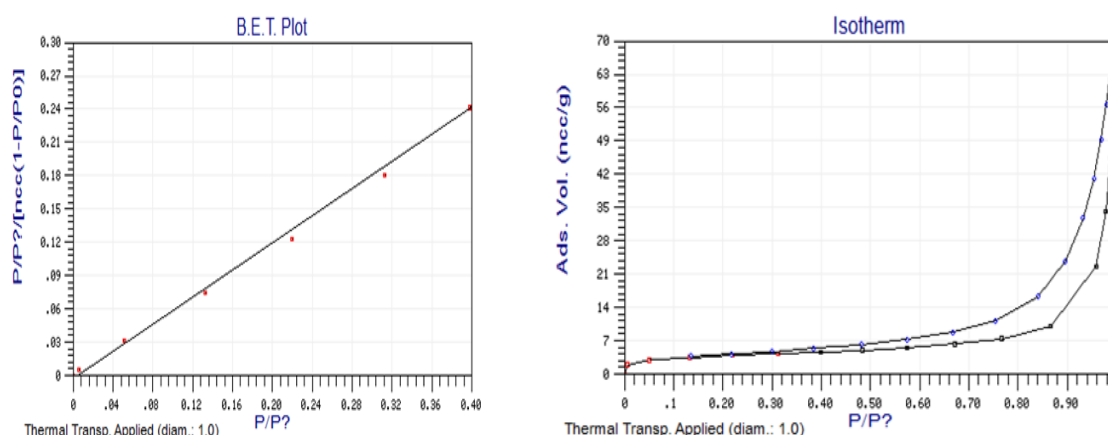 B.E.T. Plot
P/P?/[ncc(1-P/P0)]
0.30
0.27
0.24
0.21
0.18
0.15
0.12
.09
.06
.03
0
0 .04 .08 0.12 0.16 0.20 0.24 0.28 0.32 0.36 0.40
P/P?
Thermal Transp. Applied (diam.: 1.0)
Isotherm
Ads. Vol. (ncc/g)
70
63
56
49
42
35
28
21
14
7
0
0 .1 0.20 0.30 0.40 0.50 0.60 0.70 0.80 0.90
P/P?
Thermal Transp. Applied (diam.: 1.0)